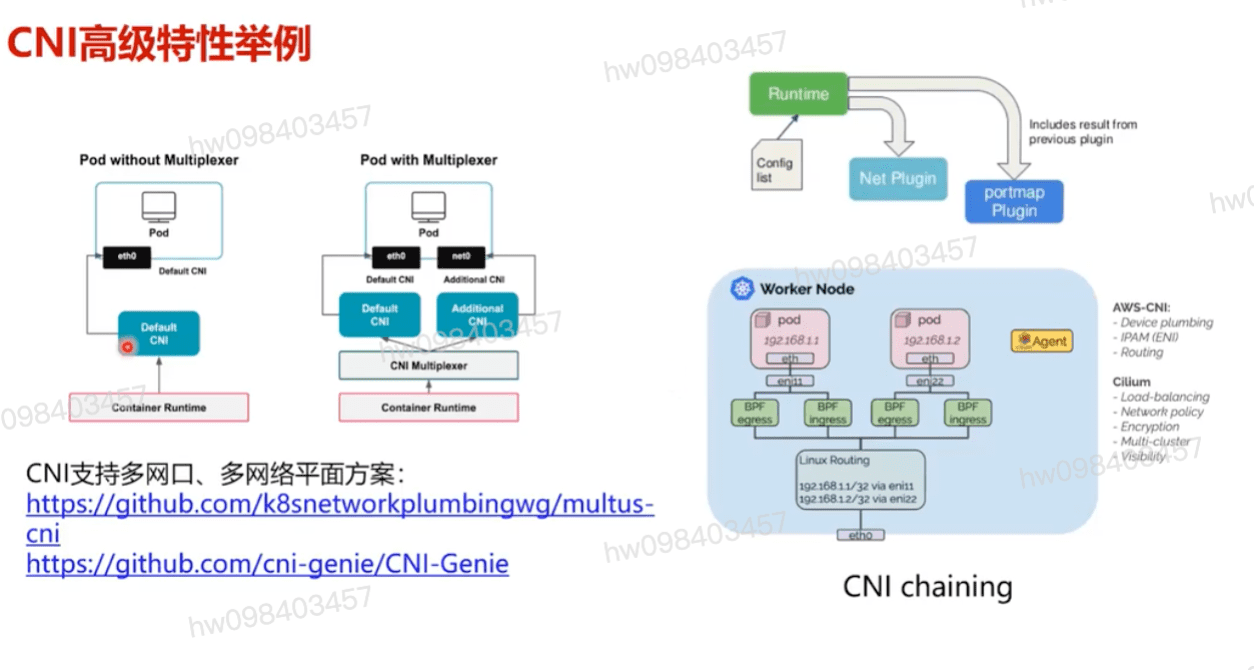 CNI高级特性举例
Pod without Multiplexer
Pod
eth0
Default CNI
Default
CNI
Container Runtime
Pod with Multiplexer
Pod
eth0
net0
Default CNI
Additional CNI
Default
CNI
Additional
CNI
CNI Multiplexer
Container Runtime
CNI支持多网口、多网络平面方案：
https://github.com/k8snetworkplumbingwg/multus-
cni
https://github.com/cni-genie/CNI-Genie
Runtime
Config
list
Net Plugin
Includes result from
previous plugin
portmap
Plugin
Worker Node
pod
192.168.1.1
eth
eni11
pod
192.168.1.2
eth
eni22
Agent
BPF
egress
BPF
ingress
BPF
egress
BPF
ingress
Linux Routing
192.168.1.1/32 via eni11
192.168.1.2/32 via eni22
eth0
AWS-CNI:
- Device plumbing
- IPAM (ENI)
- Routing
Cilium
- Load-balancing
- Network policy
- Encryption
- Multi-cluster
- Visibility
CNI chaining
hw098403457
hw098403457
hw098403457
hw098403457
hw098403457
hw098403457
hw098403457